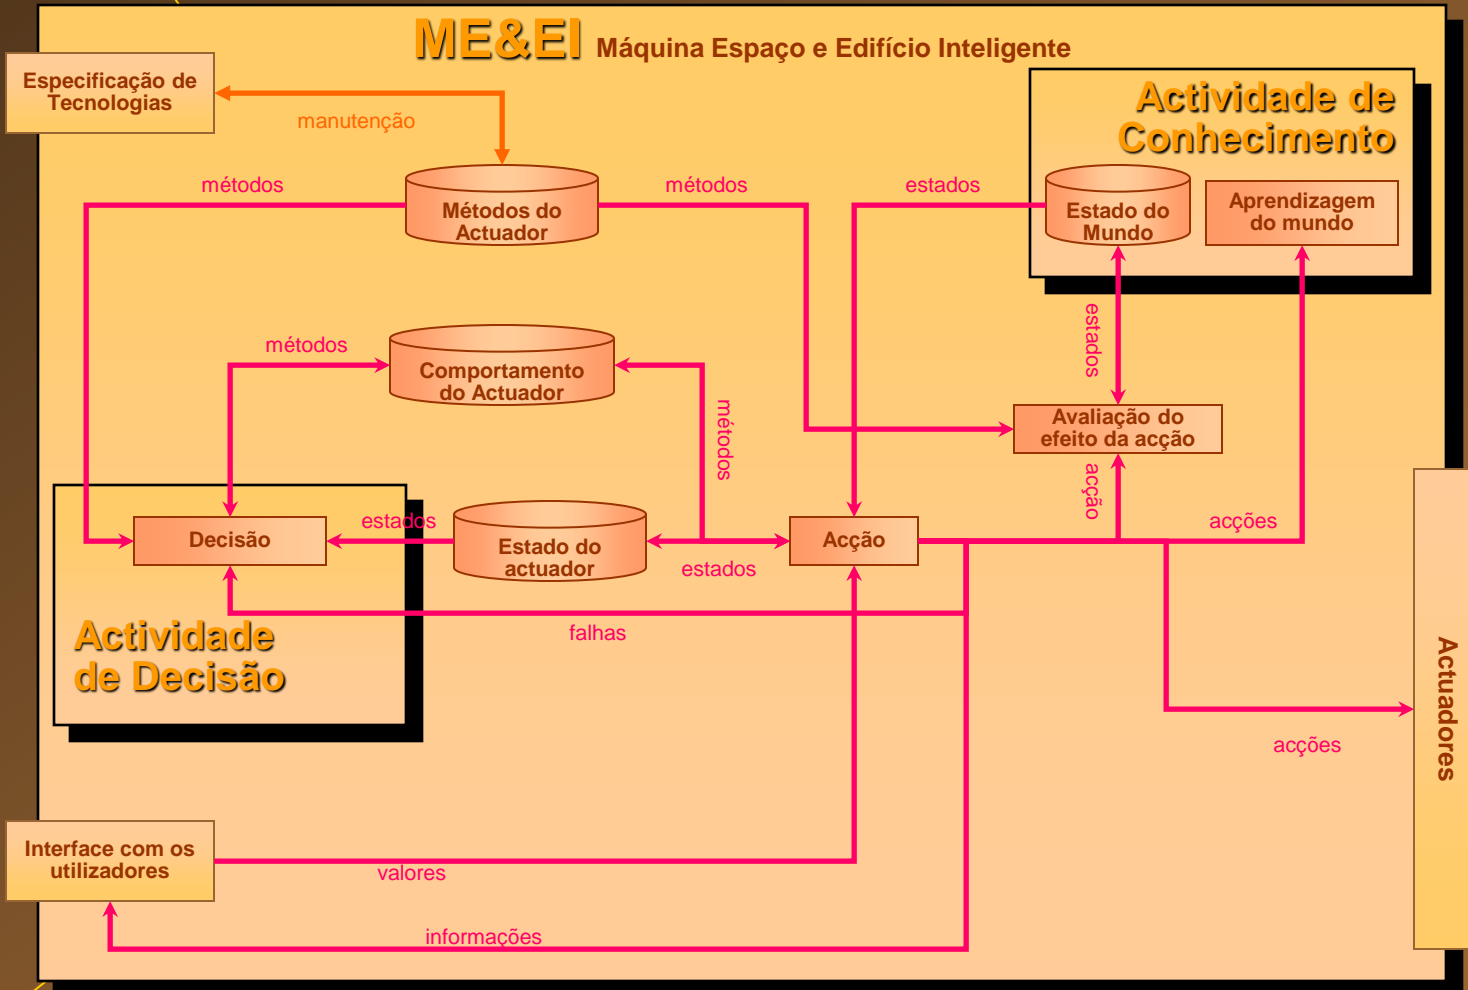 ME&EI Máquina Espaço e Edifício Inteligente
Especificação de
Tecnologias
manutenção
Actividade de
Conhecimento
métodos
Métodos do
Actuador
métodos
estados
Estado do
Mundo
Aprendizagem
do mundo
estados
métodos
Comportamento
do Actuador
métodos
Avaliação do
efeito da acção
acção
Decisão
estados
Estado do
actuador
estados
Acção
acções
falhas
Actividade
de Decisão
Actuadores
acções
Interface com os
utilizadores
valores
informações